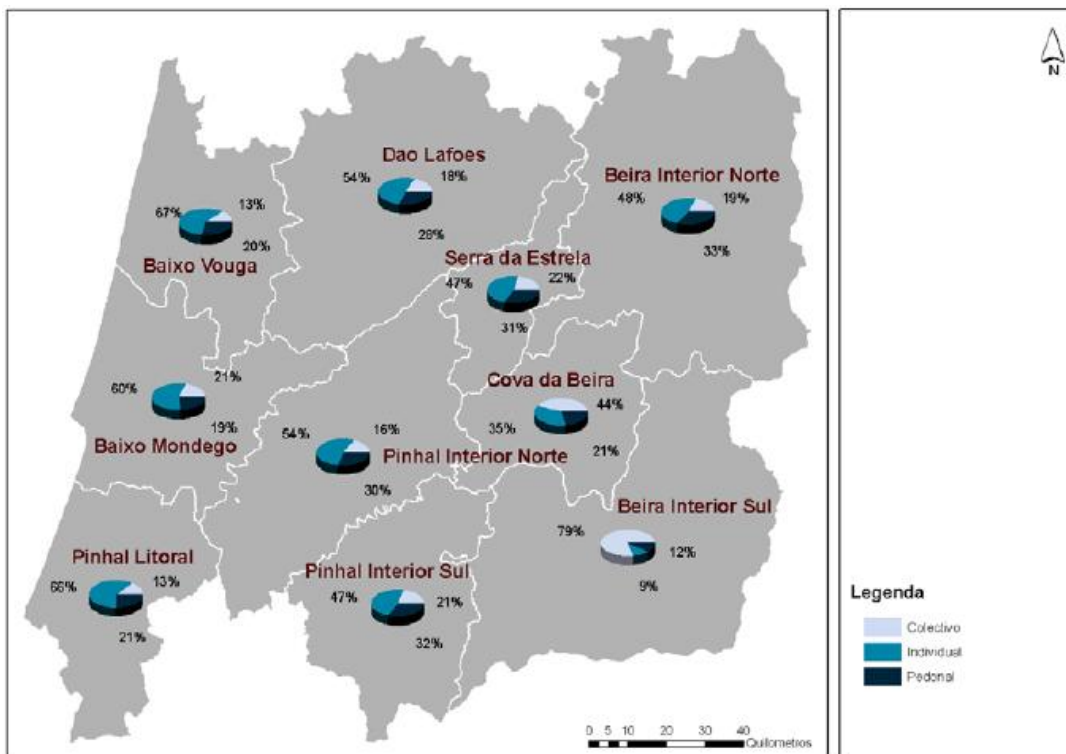 N
Dao Lafoes
54% 18%
28%
Beira Interior Norte
48% 19%
33%
67% 13%
20%
Baixo Vouga
Serra da Estrela
47% 22%
31%
60% 21%
19%
Baixo Mondego
Cova da Beira
44%
35%
21%
54% 16%
Pinhal Interior Norte
30%
Beira Interior Sul
79%
12%
9%
Pinhal Litoral
66% 13%
21%
Pinhal Interior Sul
47% 21%
32%
Legenda
Colectivo
Individual
Pedonal
0 5 10 20 30 40
Quilometros